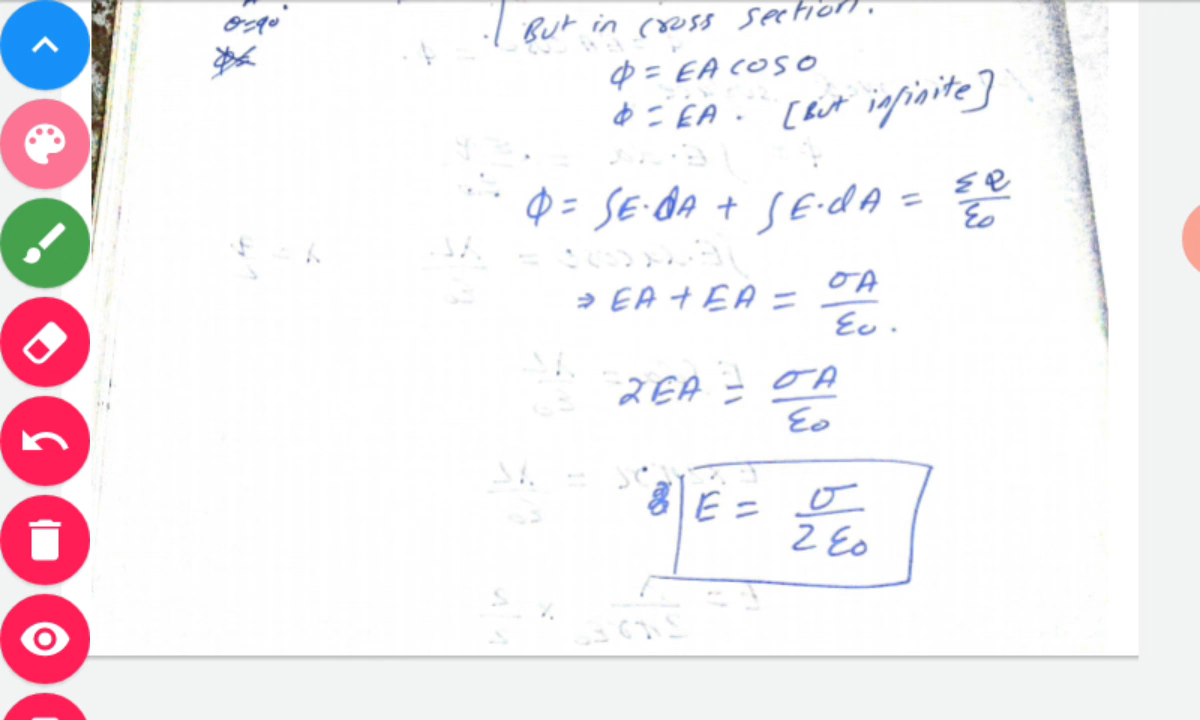 θ=90°
But in cross section.
φ = EA COSO
φ = EA . [But infinite]
φ = ∫E·dA + ∫E·dA = ΣQ/ε0
⇒ EA + EA = σA/ε0 .
2EA = σA/ε0
E = σ/2ε0